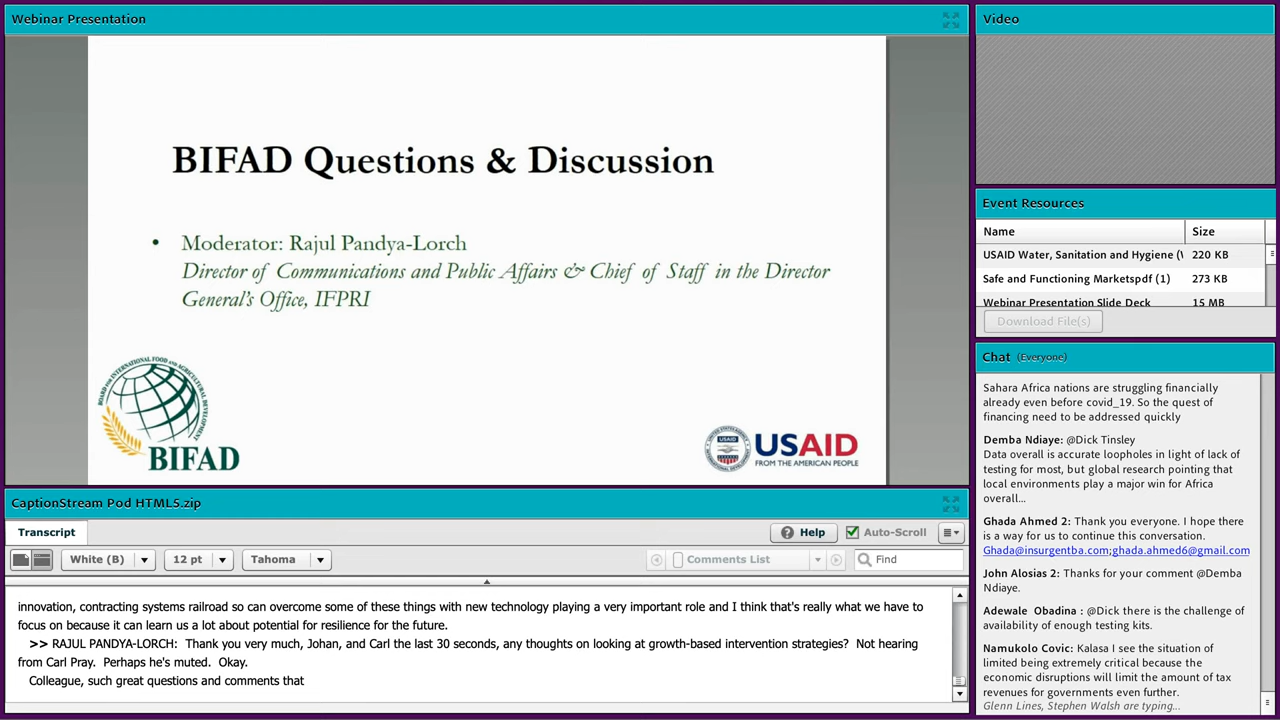 Webinar Presentation
BIFAD Questions & Discussion
• Moderator: Rajul Pandya-Lorch
Director of Communications and Public Affairs & Chief of Staff in the Director
General's Office, IFPRI
BOARD FOR INTERNATIONAL FOOD AND AGRICULTURAL DEVELOPMENT
BIFAD
USAID
USAID
FROM THE AMERICAN PEOPLE
CaptionStream Pod HTML5.zip
Transcript
Help
Auto-Scroll
White (B)
12 pt
Tahoma
Comments List
Find
innovation, contracting systems railroad so can overcome some of these things with new technology playing a very important role and I think that's really what we have to
focus on because it can learn us a lot about potential for resilience for the future.
>> RAJUL PANDYA-LORCH: Thank you very much, Johan, and Carl the last 30 seconds, any thoughts on looking at growth-based intervention strategies? Not hearing
from Carl Pray. Perhaps he's muted. Okay.
Colleague, such great questions and comments that
Video
Event Resources
Name Size
USAID Water, Sanitation and Hygiene (\ 220 KB
Safe and Functioning Marketspdf (1) 273 KB
Webinar Presentation Slide Deck 15 MB
Download File(s)
Chat (Everyone)
Sahara Africa nations are struggling financially
already even before covid_19. So the quest of
financing need to be addressed quickly
Demba Ndiaye: @Dick Tinsley
Data overall is accurate loopholes in light of lack of
testing for most, but global research pointing that
local environments play a major win for Africa
overall...
Ghada Ahmed 2: Thank you everyone. I hope there
is a way for us to continue this conversation.
Ghada@insurgentba.com;ghada.ahmed6@gmail.com
John Alosias 2: Thanks for your comment @Demba
Ndiaye.
Adewale Obadina : @Dick there is the challenge of
availability of enough testing kits.
Namukolo Covic: Kalasa I see the situation of
limited being extremely critical because the
economic disruptions will limit the amount of tax
revenues for governments even further.
Glenn Lines, Stephen Walsh are typing...